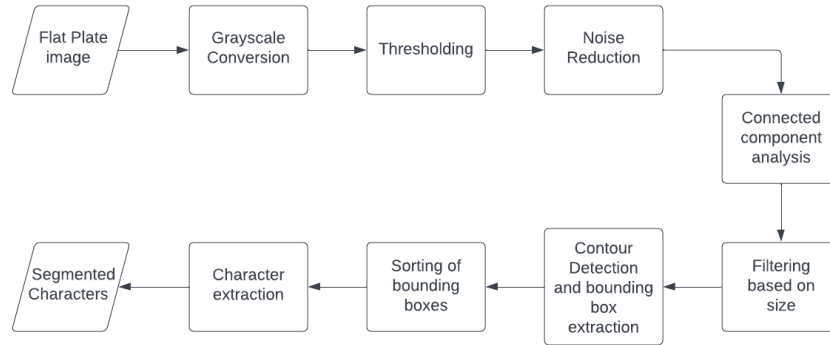 Flat Plate
image
Grayscale
Conversion
Thresholding
Noise
Reduction
Connected
component
analysis
Filtering
based on
size
Contour
Detection
and bounding
box
extraction
Sorting of
bounding
boxes
Character
extraction
Segmented
Characters